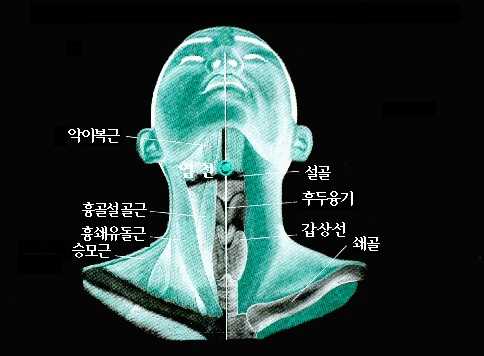 악이복근
염천
설골
후두융기
흉골설골근
갑상선
흉쇄유돌근
쇄골
승모근